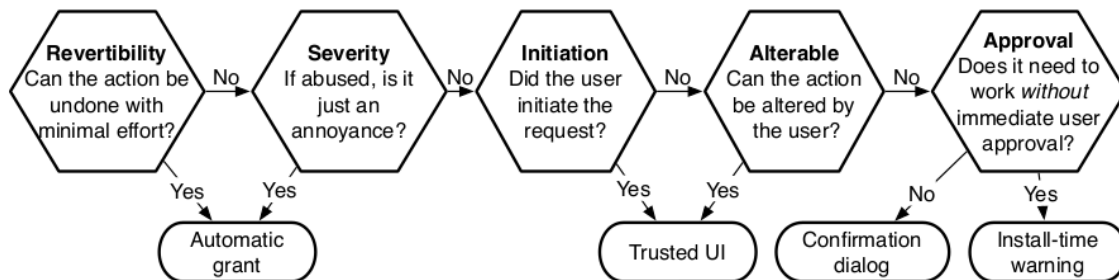 Revertibility
Can the action be
undone with
minimal effort?
No
Severity
If abused, is it
just an
annoyance?
No
Initiation
Did the user
initiate the
request?
No
Alterable
Can the action
be altered by
the user?
No
Approval
Does it need to
work without
immediate user
approval?
Yes
Yes
Yes
Yes
No
Yes
Automatic
grant
Trusted UI
Confirmation
dialog
Install-time
warning